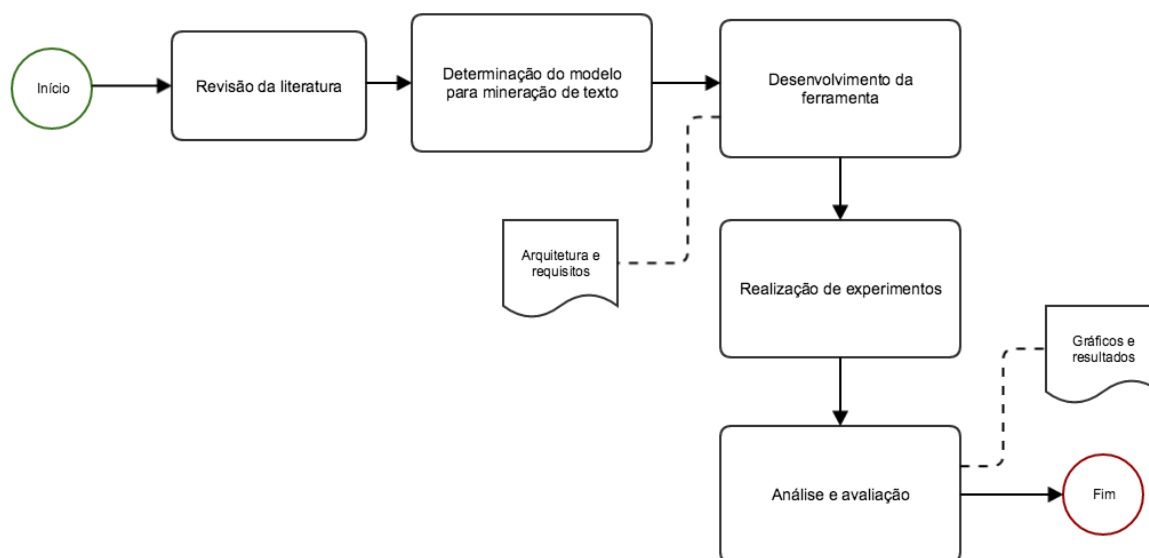 Início
Revisão da literatura
Determinação do modelo
para mineração de texto
Desenvolvimento da
ferramenta
Arquitetura e
requisitos
Realização de experimentos
Gráficos e
resultados
Análise e avaliação
Fim